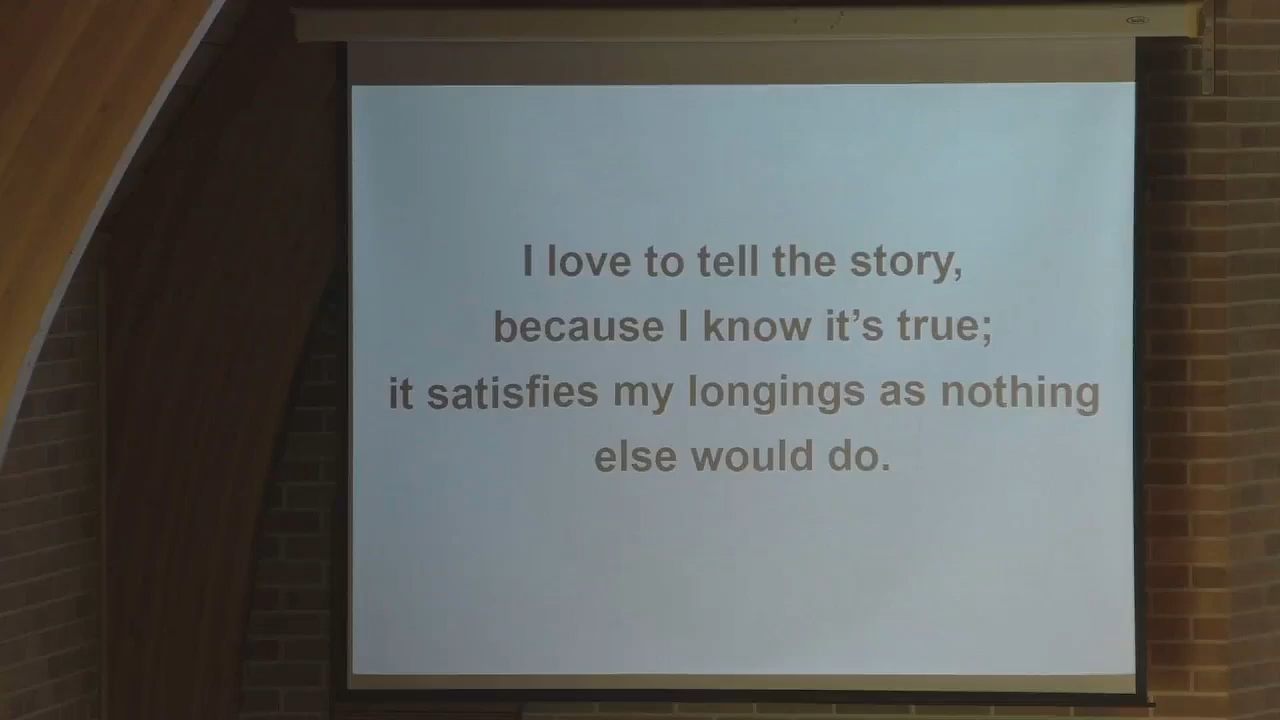 I love to tell the story,
because I know it’s true;
it satisfies my longings as nothing
else would do.